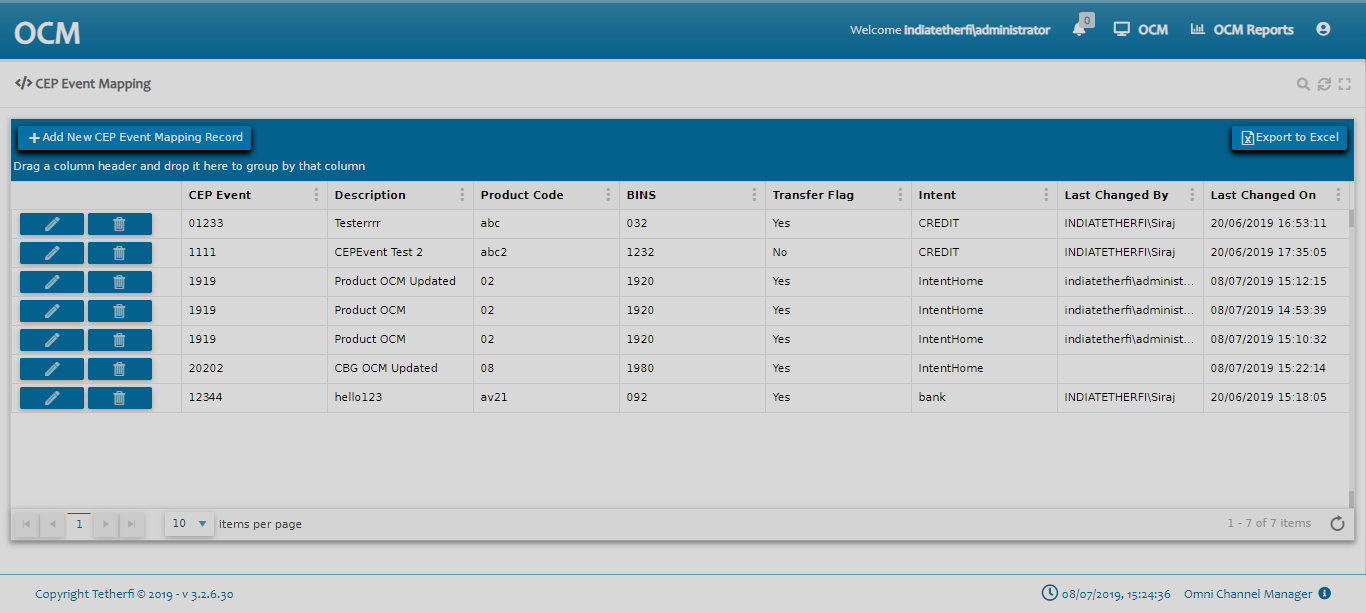 OCM
Welcome indiatetherfi\administrator 0 OCM OCM Reports
</> CEP Event Mapping
+ Add New CEP Event Mapping Record Export to Excel
Drag a column header and drop it here to group by that column
CEP Event Description Product Code BINS Transfer Flag Intent Last Changed By Last Changed On
01233 Testerrrr abc 032 Yes CREDIT INDIATETHERFI\Siraj 20/06/2019 16:53:11
1111 CEPEvent Test 2 abc2 1232 No CREDIT INDIATETHERFI\Siraj 20/06/2019 17:35:05
1919 Product OCM Updated 02 1920 Yes IntentHome indiatetherfi\administ... 08/07/2019 15:12:15
1919 Product OCM 02 1920 Yes IntentHome indiatetherfi\administ... 08/07/2019 14:53:39
1919 Product OCM 02 1920 Yes IntentHome indiatetherfi\administ... 08/07/2019 15:10:32
20202 CBG OCM Updated 08 1980 Yes IntentHome 08/07/2019 15:22:14
12344 hello123 av21 092 Yes bank INDIATETHERFI\Siraj 20/06/2019 15:18:05
1 10 items per page 1 - 7 of 7 items
Copyright Tetherfi © 2019 - v 3.2.6.30 08/07/2019, 15:24:36 Omni Channel Manager